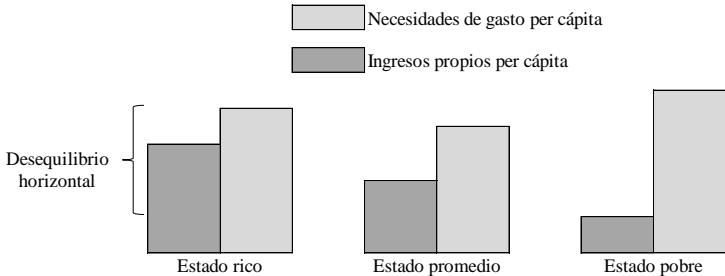 Necesidades de gasto per cápita
Ingresos propios per cápita
Desequilibrio
horizontal
Estado rico
Estado promedio
Estado pobre